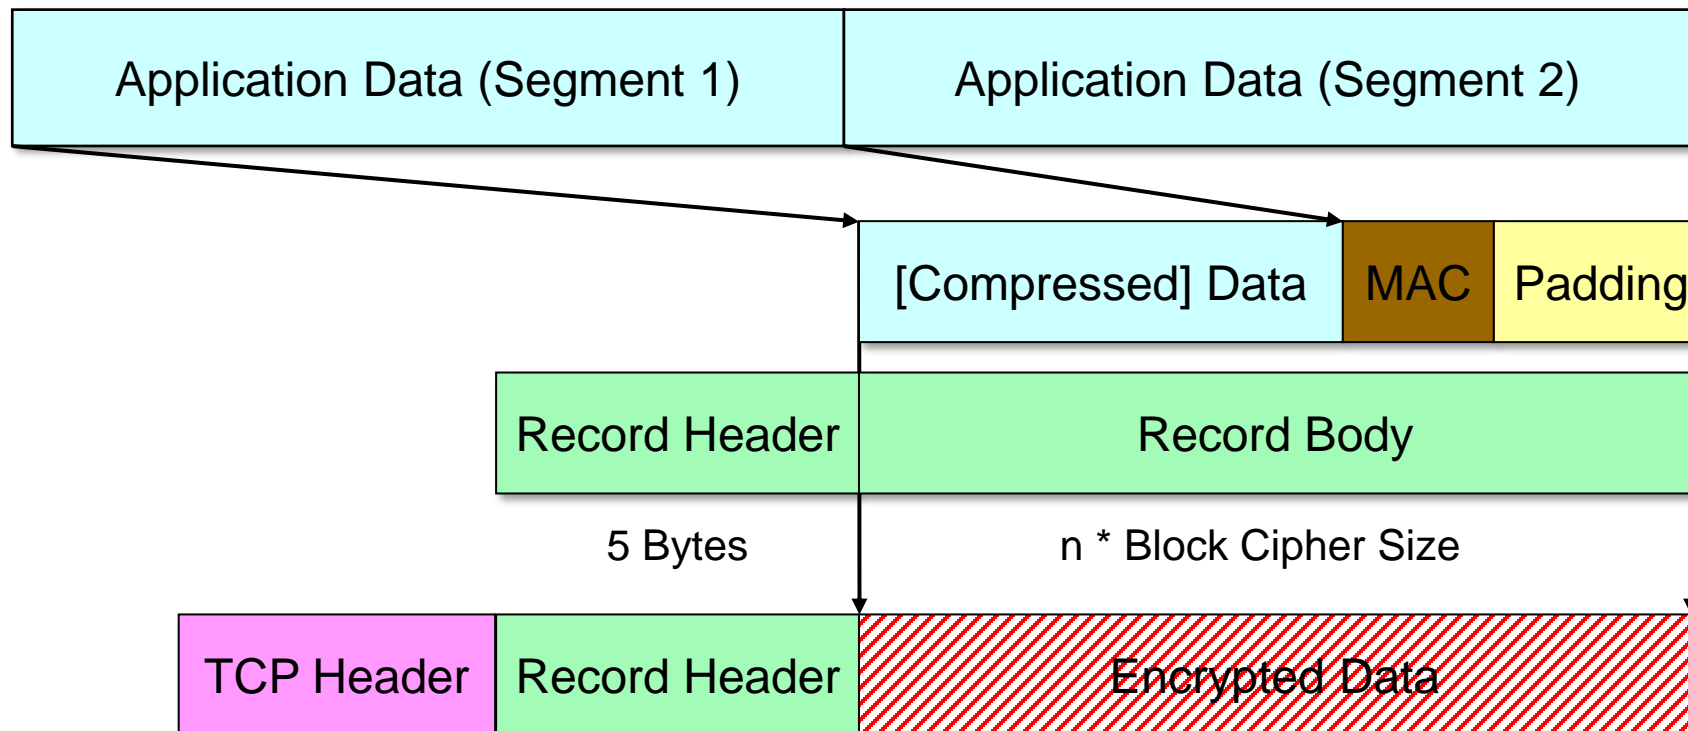 Application Data (Segment 1)
Application Data (Segment 2)
[Compressed] Data
MAC
Padding
Record Header
Record Body
5 Bytes
n * Block Cipher Size
TCP Header
Record Header
Encrypted Data